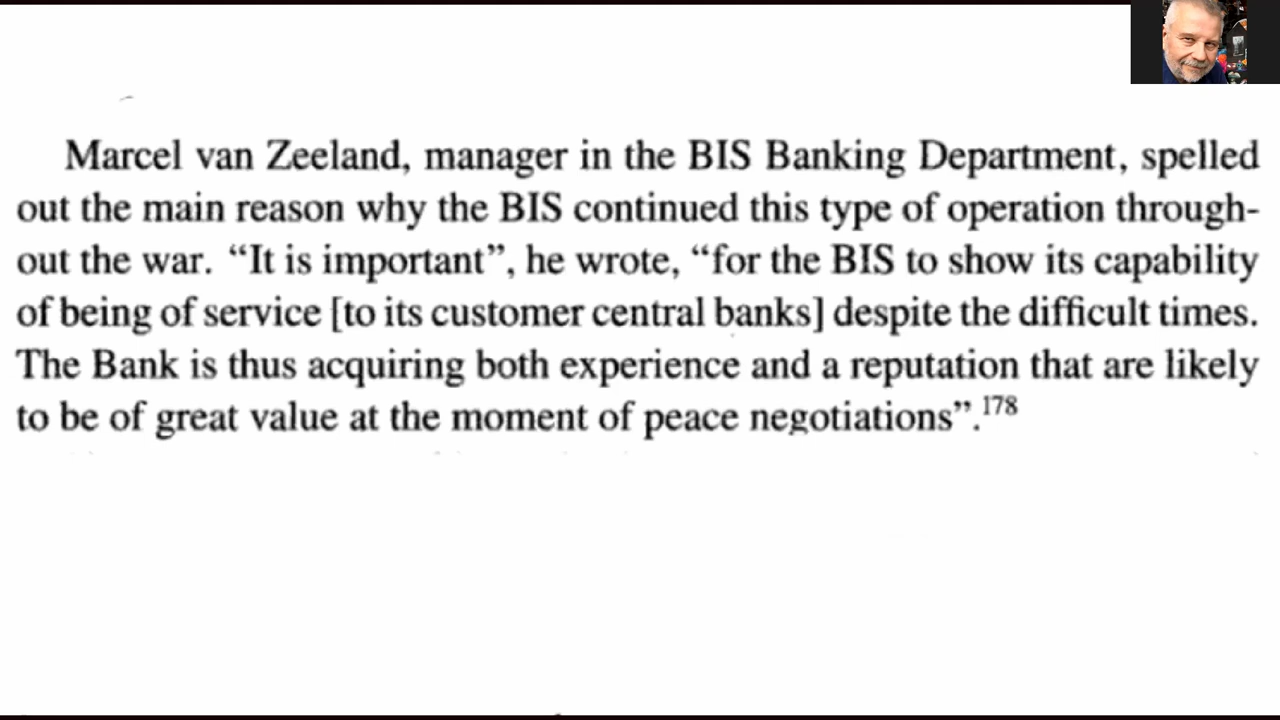 Marcel van Zeeland, manager in the BIS Banking Department, spelled
out the main reason why the BIS continued this type of operation through-
out the war. “It is important”, he wrote, “for the BIS to show its capability
of being of service [to its customer central banks] despite the difficult times.
The Bank is thus acquiring both experience and a reputation that are likely
to be of great value at the moment of peace negotiations”.178